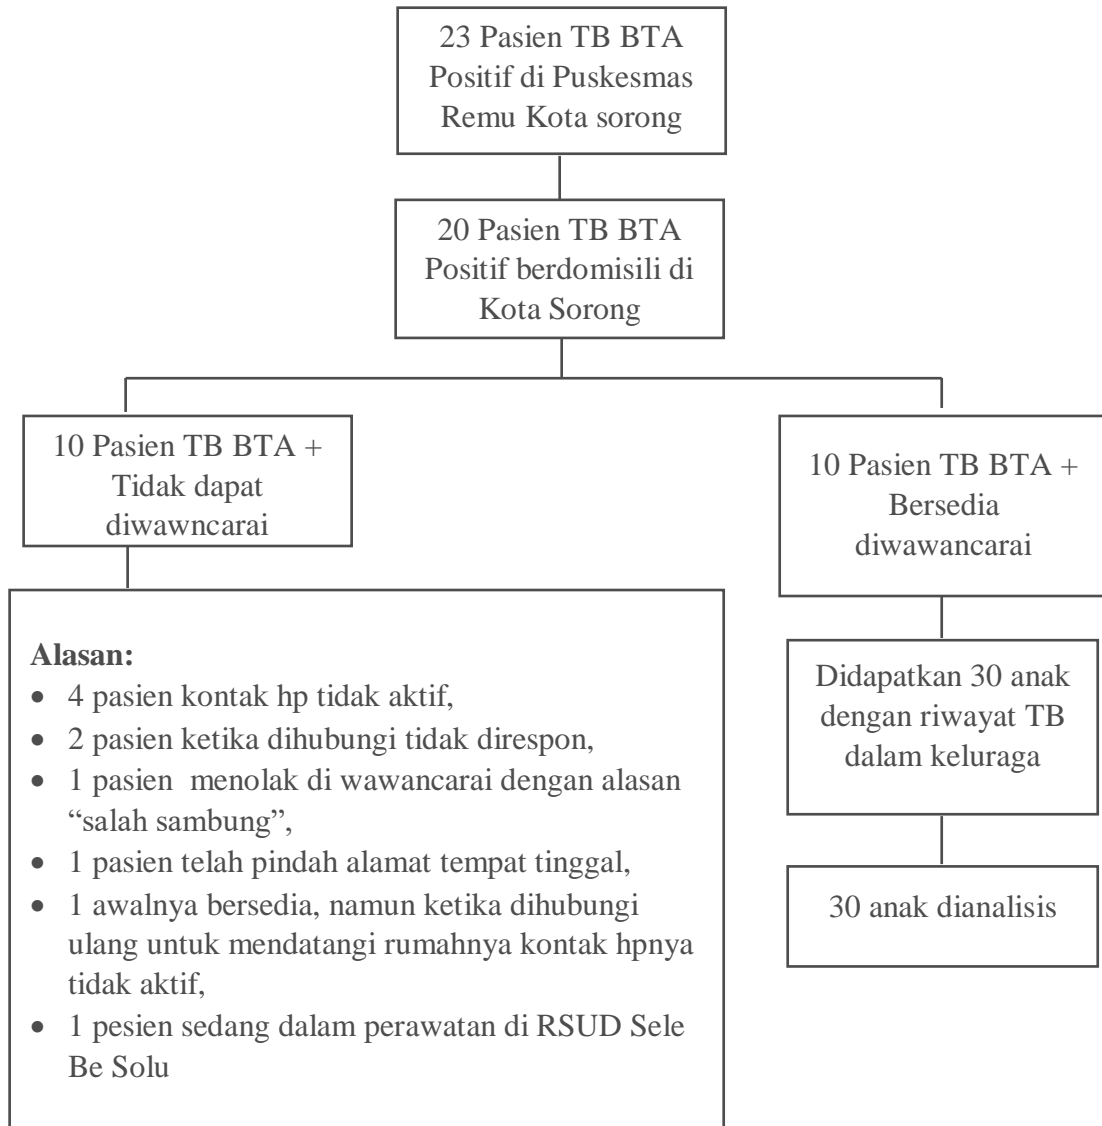 23 Pasien TB BTA
Positif di Puskesmas
Remu Kota sorong
20 Pasien TB BTA
Positif berdomisili di
Kota Sorong
10 Pasien TB BTA +
Tidak dapat
diwawncarai
10 Pasien TB BTA +
Bersedia
diwawancarai
Alasan:
• 4 pasien kontak hp tidak aktif,
• 2 pasien ketika dihubungi tidak direspon,
• 1 pasien menolak di wawancarai dengan alasan
“salah sambung”,
• 1 pasien telah pindah alamat tempat tinggal,
• 1 awalnya bersedia, namun ketika dihubungi
ulang untuk mendatangi rumahnya kontak hpnya
tidak aktif,
• 1 pesien sedang dalam perawatan di RSUD Sele
Be Solu
Didapatkan 30 anak
dengan riwayat TB
dalam keluraga
30 anak dianalisis